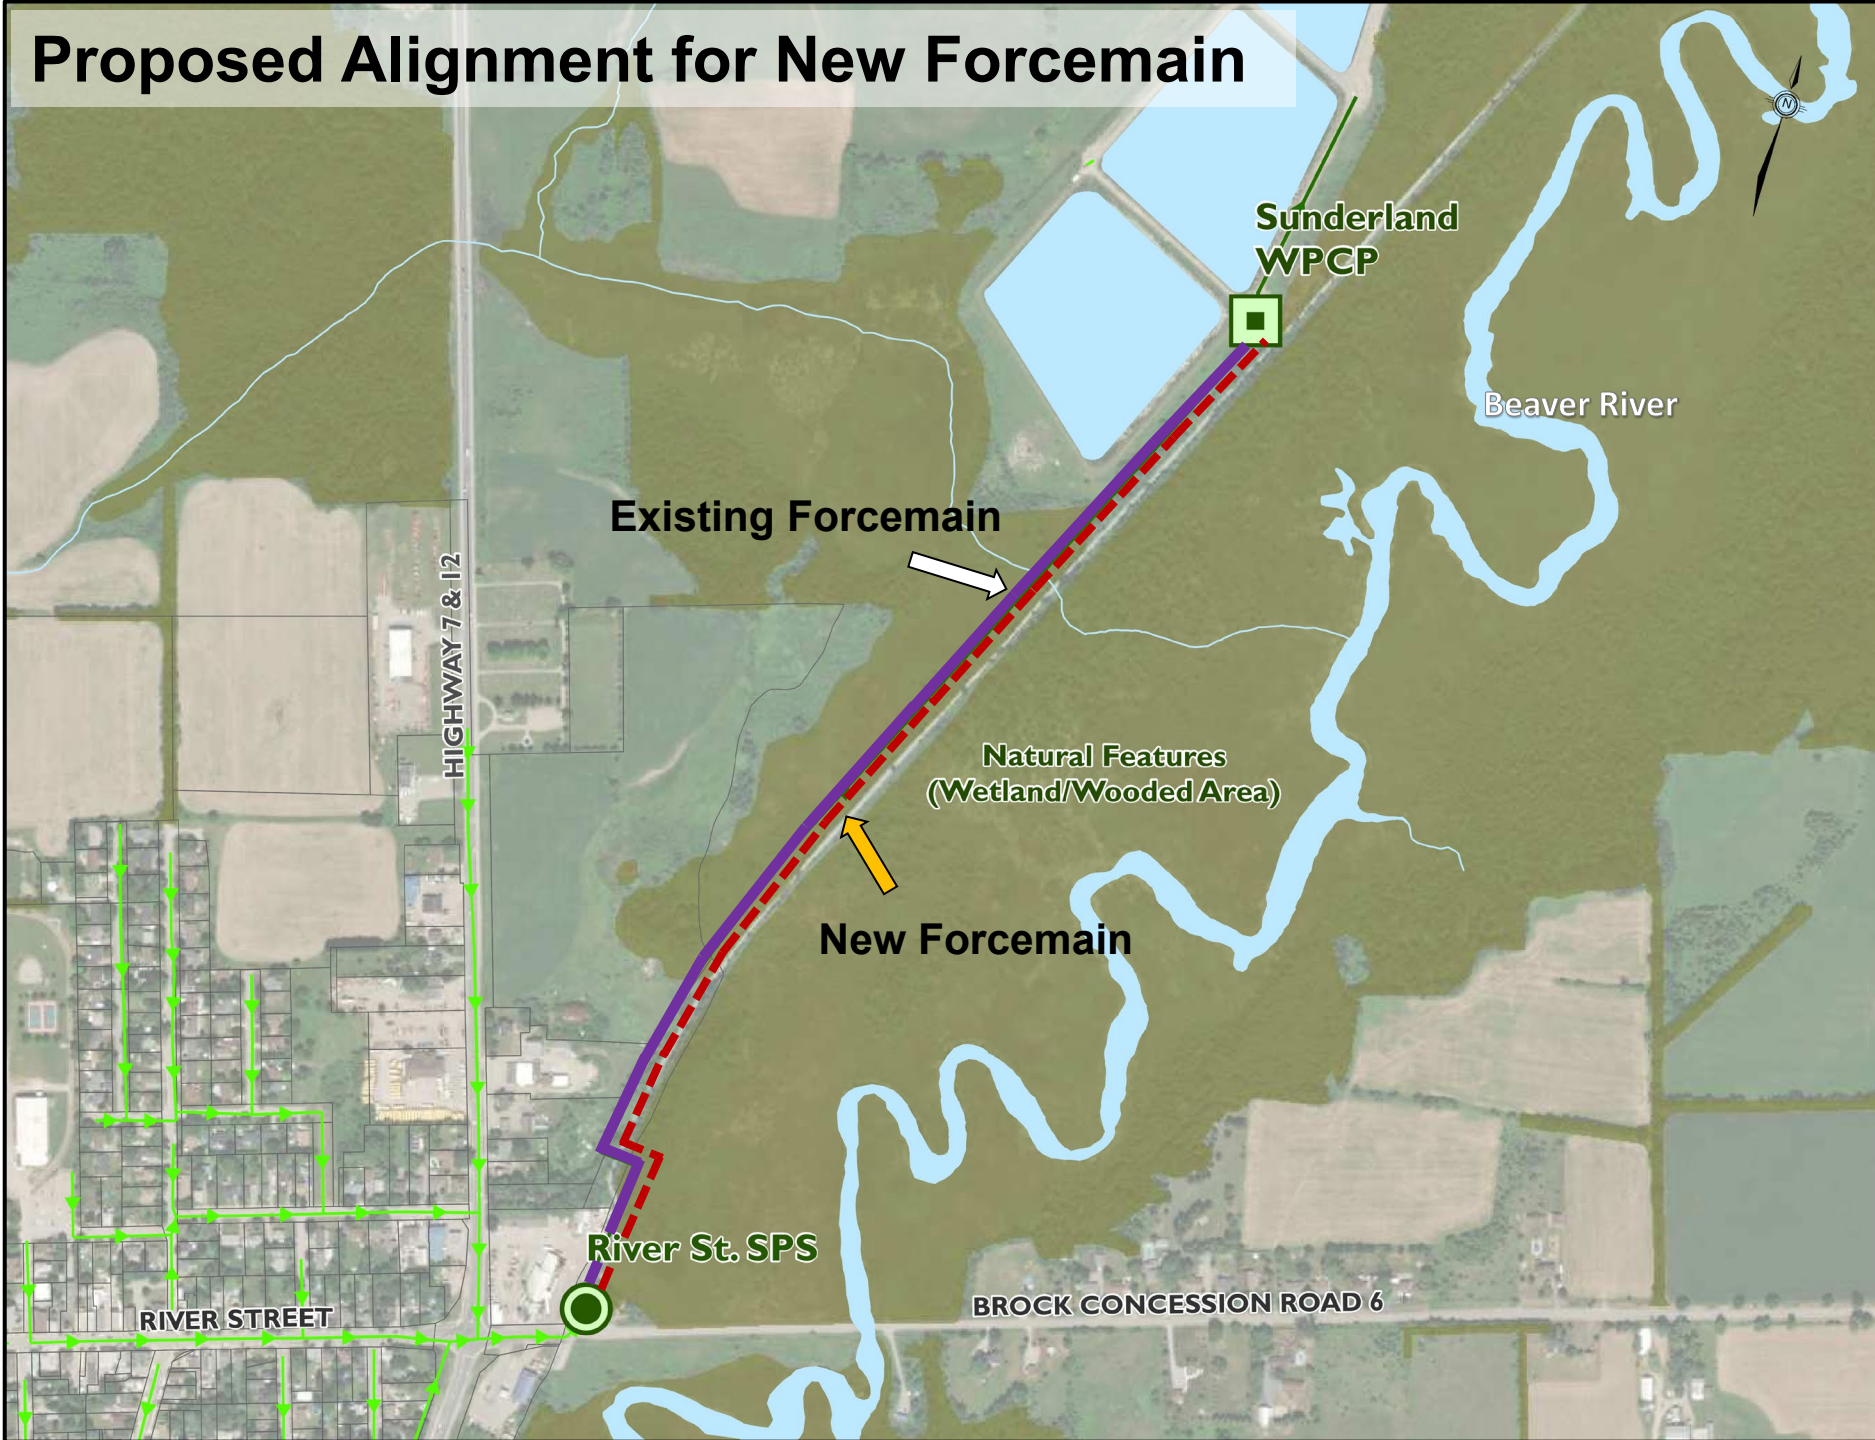 Proposed Alignment for New Forcemain
N
Sunderland
WPCP
Beaver River
Existing Forcemain
HIGHWAY 7 & 12
Natural Features
(Wetland/Wooded Area)
New Forcemain
River St. SPS
RIVER STREET
BROCK CONCESSION ROAD 6